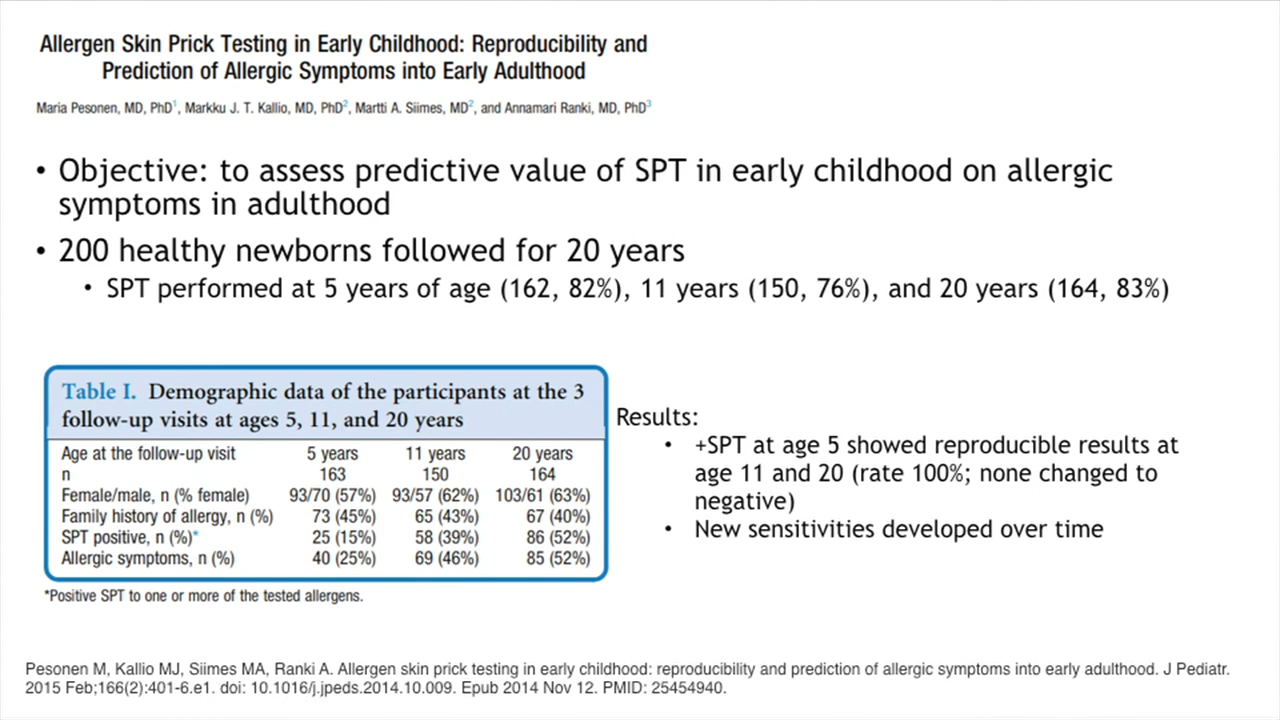 Allergen Skin Prick Testing in Early Childhood: Reproducibility and
Prediction of Allergic Symptoms into Early Adulthood
Maria Pesonen, MD, PhD1, Markku J. T. Kallio, MD, PhD2, Martti A. Siimes, MD2, and Annamari Ranki, MD, PhD3
• Objective: to assess predictive value of SPT in early childhood on allergic
symptoms in adulthood
• 200 healthy newborns followed for 20 years
• SPT performed at 5 years of age (162, 82%), 11 years (150, 76%), and 20 years (164, 83%)
Table I. Demographic data of the participants at the 3
follow-up visits at ages 5, 11, and 20 years
Age at the follow-up visit 5 years 11 years 20 years
n 163 150 164
Female/male, n (% female) 93/70 (57%) 93/57 (62%) 103/61 (63%)
Family history of allergy, n (%) 73 (45%) 65 (43%) 67 (40%)
SPT positive, n (%)* 25 (15%) 58 (39%) 86 (52%)
Allergic symptoms, n (%) 40 (25%) 69 (46%) 85 (52%)
*Positive SPT to one or more of the tested allergens.
Results:
• +SPT at age 5 showed reproducible results at
age 11 and 20 (rate 100%; none changed to
negative)
• New sensitivities developed over time
Pesonen M, Kallio MJ, Siimes MA, Ranki A. Allergen skin prick testing in early childhood: reproducibility and prediction of allergic symptoms into early adulthood. J Pediatr.
2015 Feb;166(2):401-6.e1. doi: 10.1016/j.jpeds.2014.10.009. Epub 2014 Nov 12. PMID: 25454940.